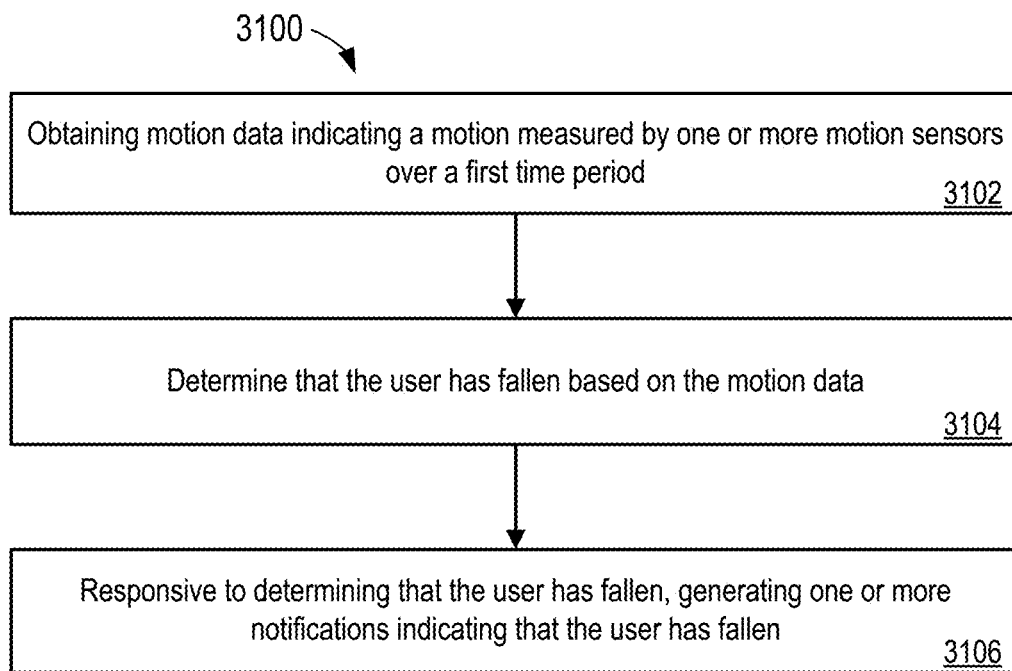 3100
Obtaining motion data indicating a motion measured by one or more motion sensors
over a first time period
3102
Determine that the user has fallen based on the motion data
3104
Responsive to determining that the user has fallen, generating one or more
notifications indicating that the user has fallen
3106